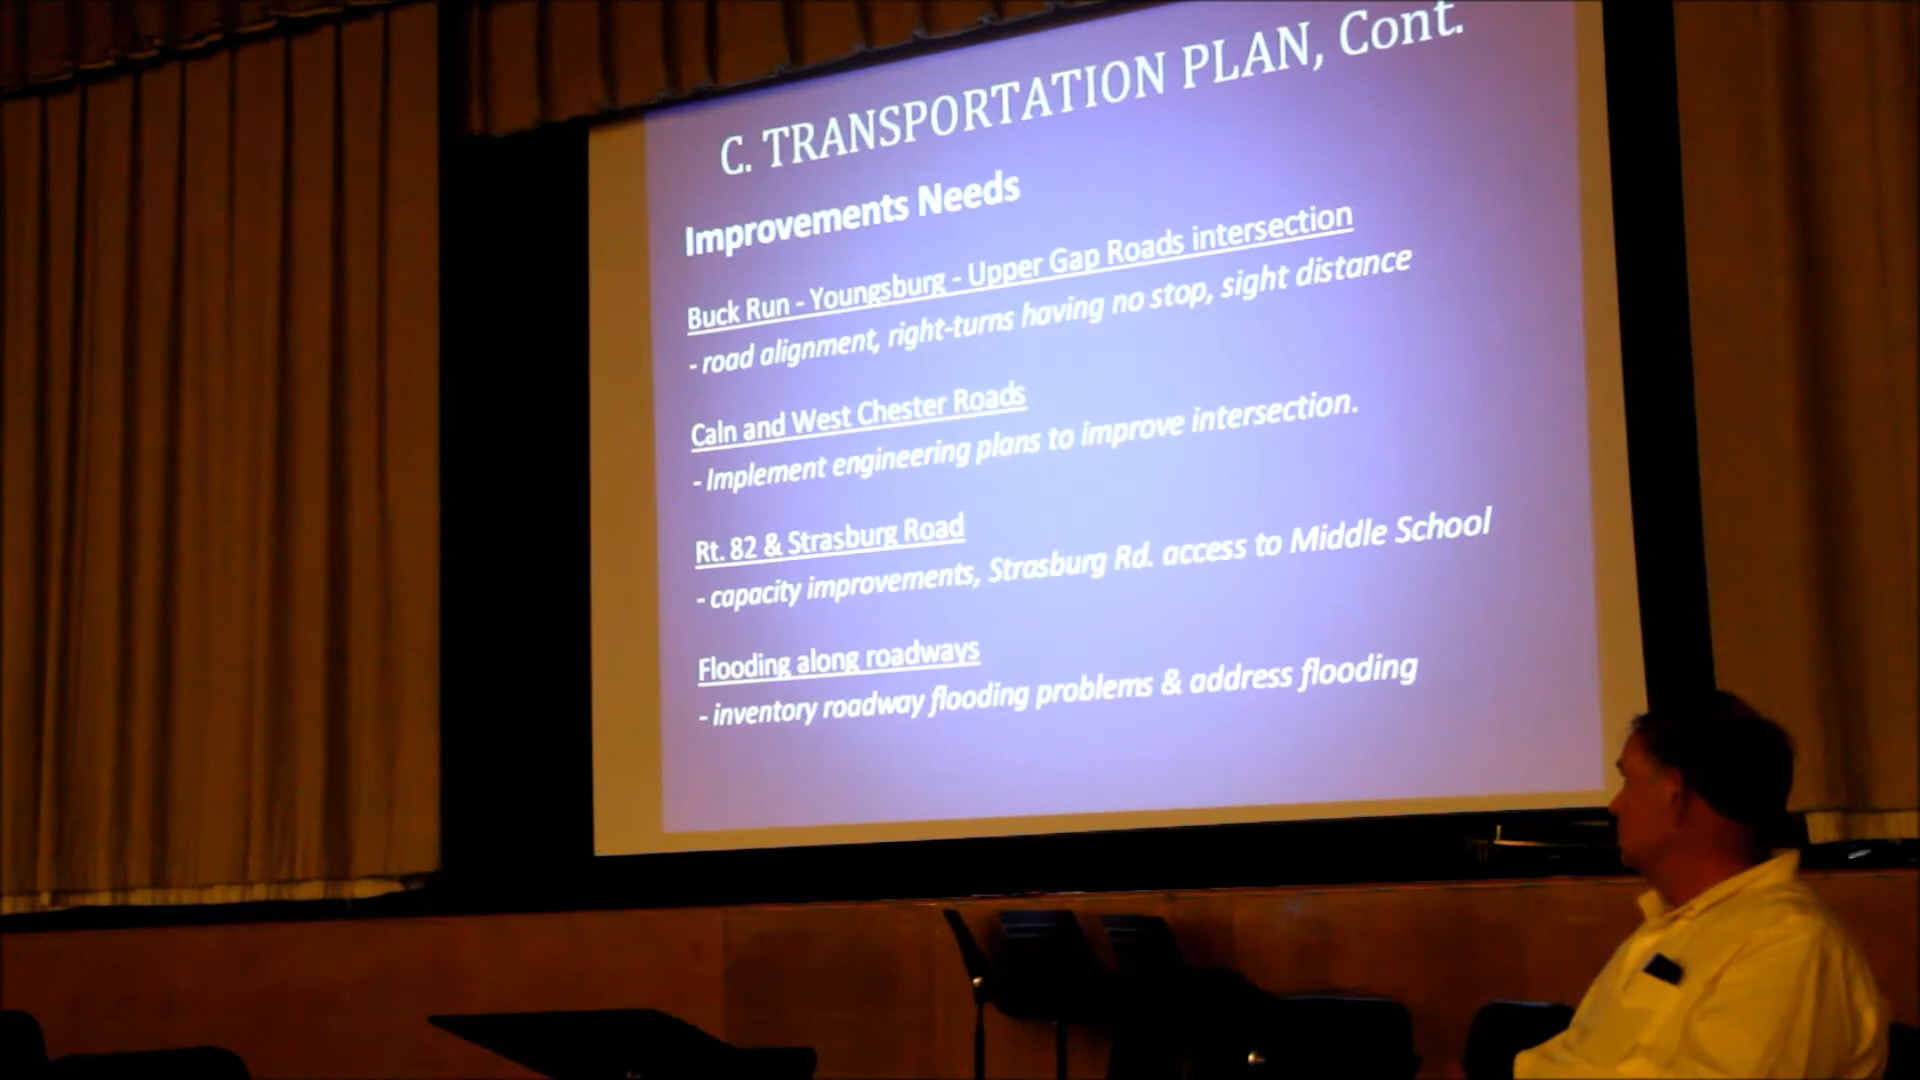 C. TRANSPORTATION PLAN, Cont.
Improvements Needs
Buck Run - Youngsburg - Upper Gap Roads intersection
- road alignment, right-turns having no stop, sight distance
Caln and West Chester Roads
- Implement engineering plans to improve intersection.
Rt. 82 & Strasburg Road
- capacity improvements, Strasburg Rd. access to Middle School
Flooding along roadways
- inventory roadway flooding problems & address flooding